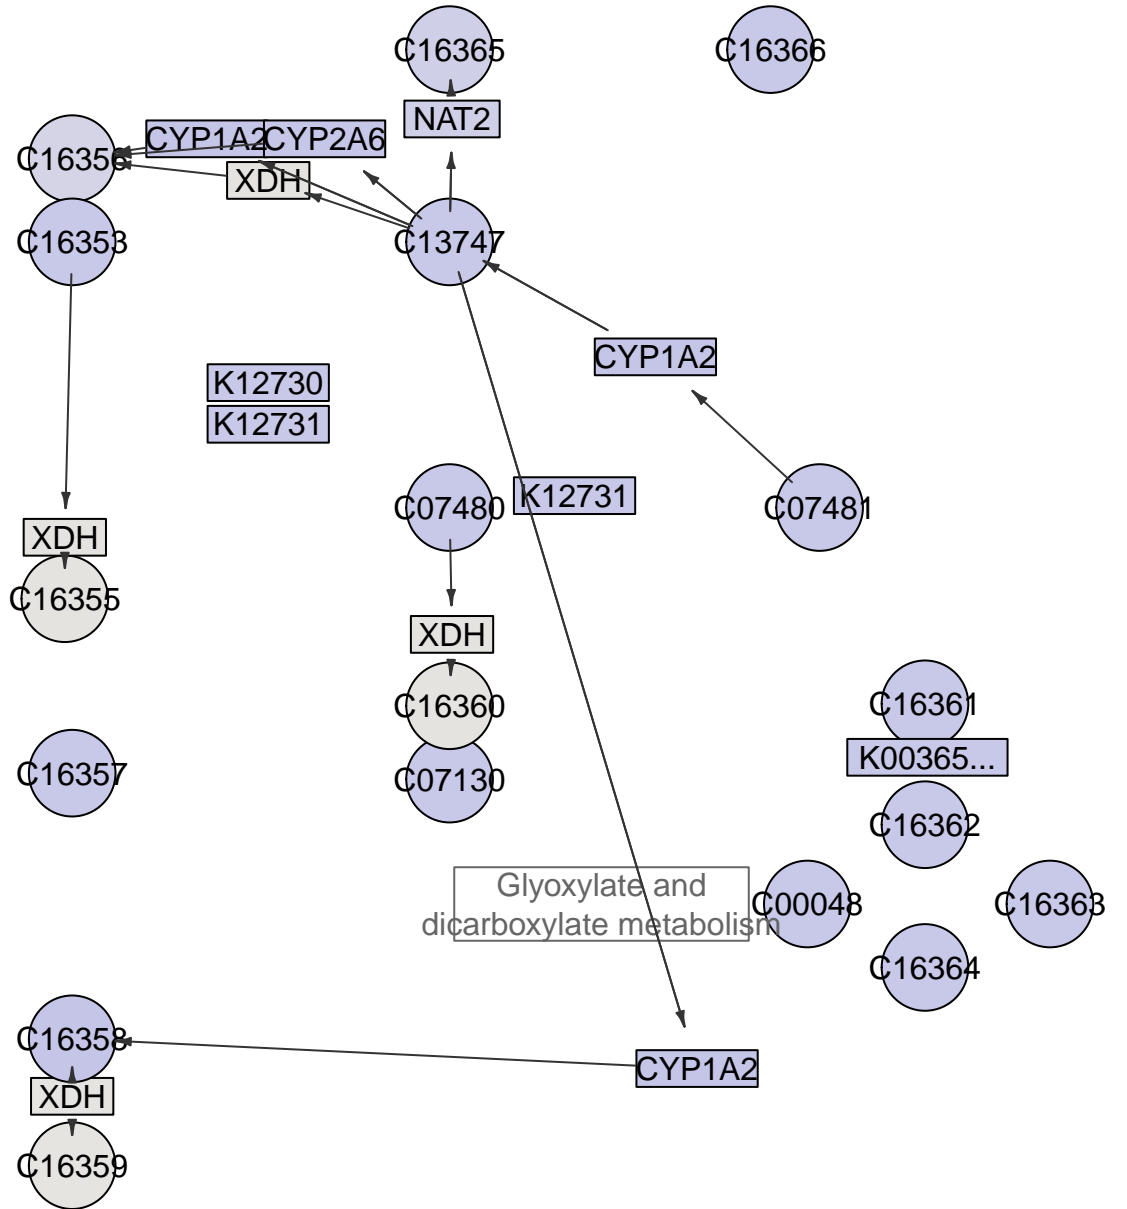 C16365
C16366
NAT2
CYP1A2
CYP2A6
C16356
XDH
C16353
C13747
CYP1A2
K12730
K12731
C07480
K12731
C07481
XDH
C16355
XDH
C16360
C16361
K00365...
C16357
C07130
C16362
Glyoxylate and
dicarboxylate metabolism
C00048
C16363
C16364
C16358
CYP1A2
XDH
C16359